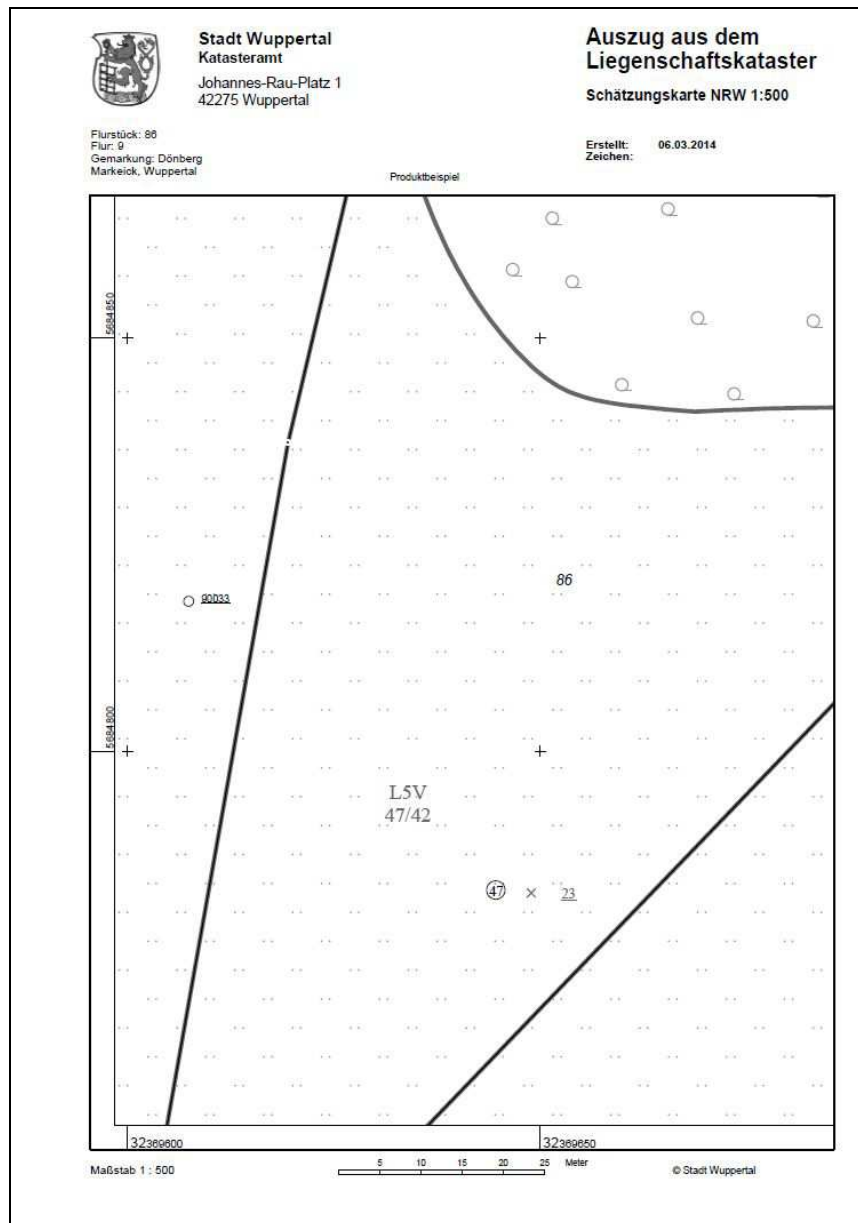 Stadt Wuppertal
Katasteramt
Johannes-Rau-Platz 1
42275 Wuppertal
Auszug aus dem
Liegenschaftskataster
Schätzungskarte NRW 1:500
Flurstück: 86
Flur: 9
Gemarkung: Dönberg
Markeick, Wuppertal
Erstellt: 06.03.2014
Zeichen:
Produktbeispiel
5684850
86
90033
5684800
L5V
47/42
47
23
32369600
32369650
Maßstab 1 : 500
5 10 15 20 25 Meter
© Stadt Wuppertal